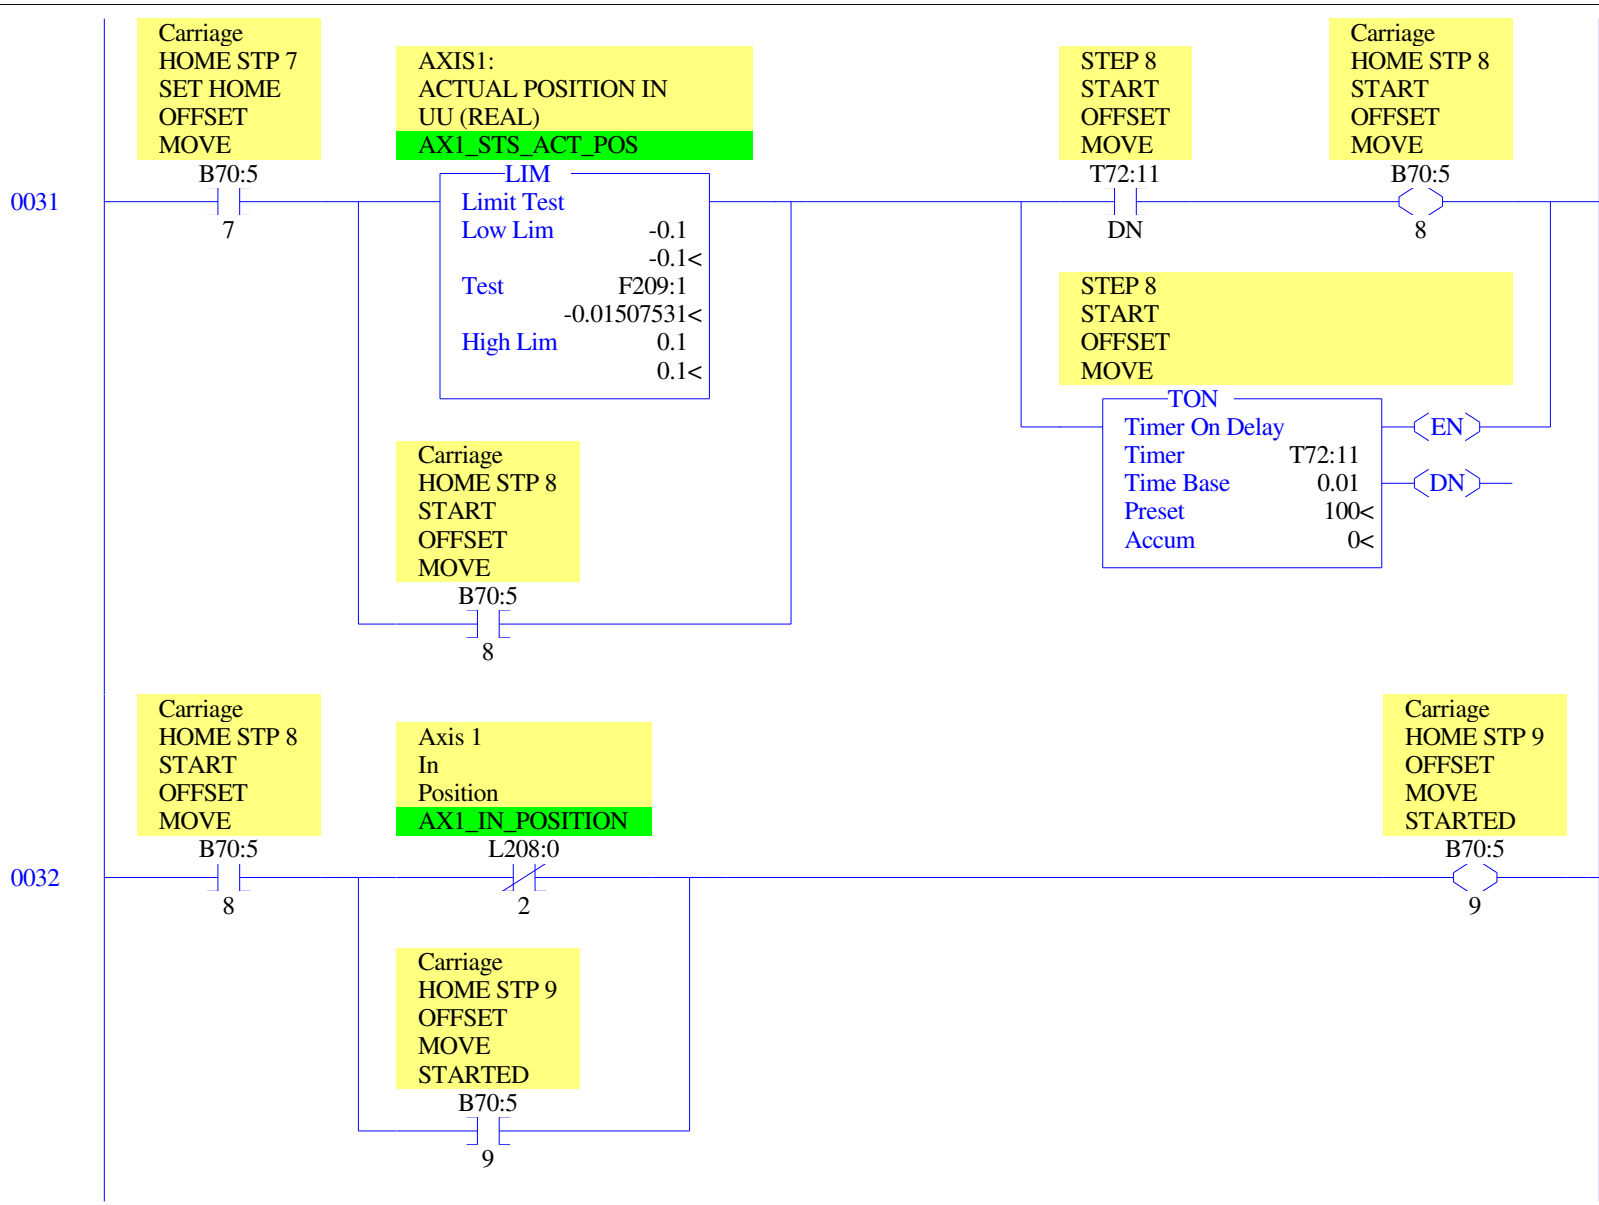 Carriage
HOME STP 7
SET HOME
OFFSET
MOVE
B70:5
7
AXIS1:
ACTUAL POSITION IN
UU (REAL)
AX1_STS_ACT_POS
LIM
Limit Test
Low Lim -0.1
-0.1<
Test F209:1
-0.01507531<
High Lim 0.1
0.1<
STEP 8
START
OFFSET
MOVE
T72:11
DN
Carriage
HOME STP 8
START
OFFSET
MOVE
B70:5
8
0031
STEP 8
START
OFFSET
MOVE
TON
Timer On Delay
Timer T72:11
Time Base 0.01
Preset 100<
Accum 0<
EN
DN
Carriage
HOME STP 8
START
OFFSET
MOVE
B70:5
8
Carriage
HOME STP 8
START
OFFSET
MOVE
B70:5
8
Axis 1
In
Position
AX1_IN_POSITION
L208:0
2
Carriage
HOME STP 9
OFFSET
MOVE
STARTED
B70:5
9
0032
Carriage
HOME STP 9
OFFSET
MOVE
STARTED
B70:5
9